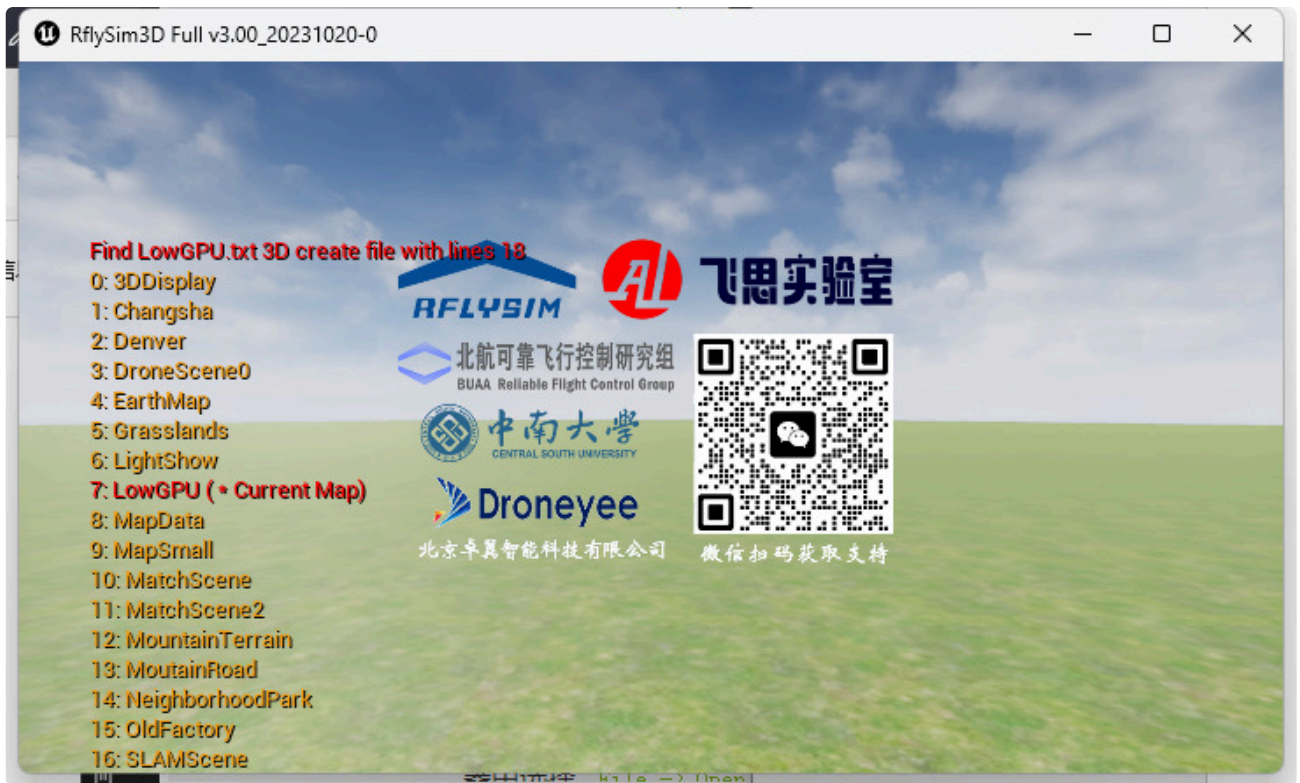 RflySim3D Full v3.00_20231020-0
Find LowGPU.txt 3D create file with lines 18
0: 3DDisplay
1: Changsha
2: Denver
3: DroneScene0
4: EarthMap
5: Grasslands
6: LightShow
7: LowGPU ( * Current Map)
8: MapData
9: MapSmall
10: MatchScene
11: MatchScene2
12: MountainTerrain
13: MoutainRoad
14: NeighborhoodPark
15: OldFactory
16: SLAMScene
RFLYSIM
飞思实验室
北航可靠飞行控制研究组
BUAA Reliable Flight Control Group
中南大学
CENTRAL SOUTH UNIVERSITY
Droneyee
北京卓翼智能科技有限公司
微信扫码获取支持
File => Open